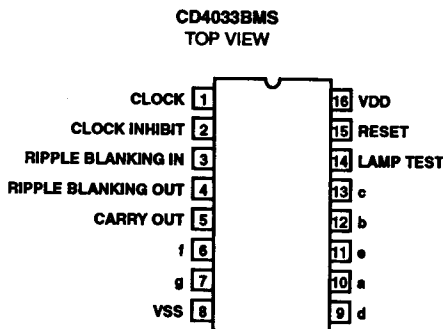 CD4033BMS
TOP VIEW
CLOCK 1 16 VDD
CLOCK INHIBIT 2 15 RESET
RIPPLE BLANKING IN 3 14 LAMP TEST
RIPPLE BLANKING OUT 4 13 c
CARRY OUT 5 12 b
f 6 11 e
g 7 10 a
VSS 8 9 d